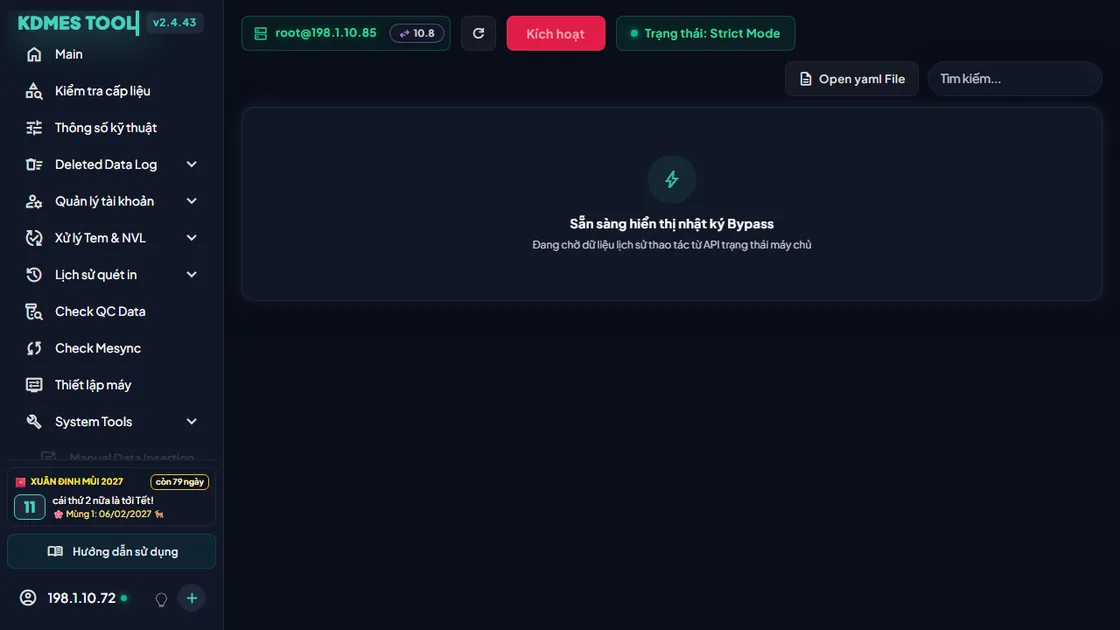 KDMES TOOL v2.4.43
Main
Kiểm tra cấp liệu
Thông số kỹ thuật
Deleted Data Log
Quản lý tài khoản
Xử lý Tem & NVL
Lịch sử quét in
Check QC Data
Check Mesync
Thiết lập máy
System Tools
Manual Data Insertion
XUÂN ĐINH MÙI 2027 còn 79 ngày
11 cái thứ 2 nữa là tới Tết!
Mùng 1: 06/02/2027
Hướng dẫn sử dụng
198.1.10.72
root@198.1.10.85 10.8
Kích hoạt
Trạng thái: Strict Mode
Open yaml File
Tìm kiếm...
Sẵn sàng hiển thị nhật ký Bypass
Đang chờ dữ liệu lịch sử thao tác từ API trạng thái máy chủ